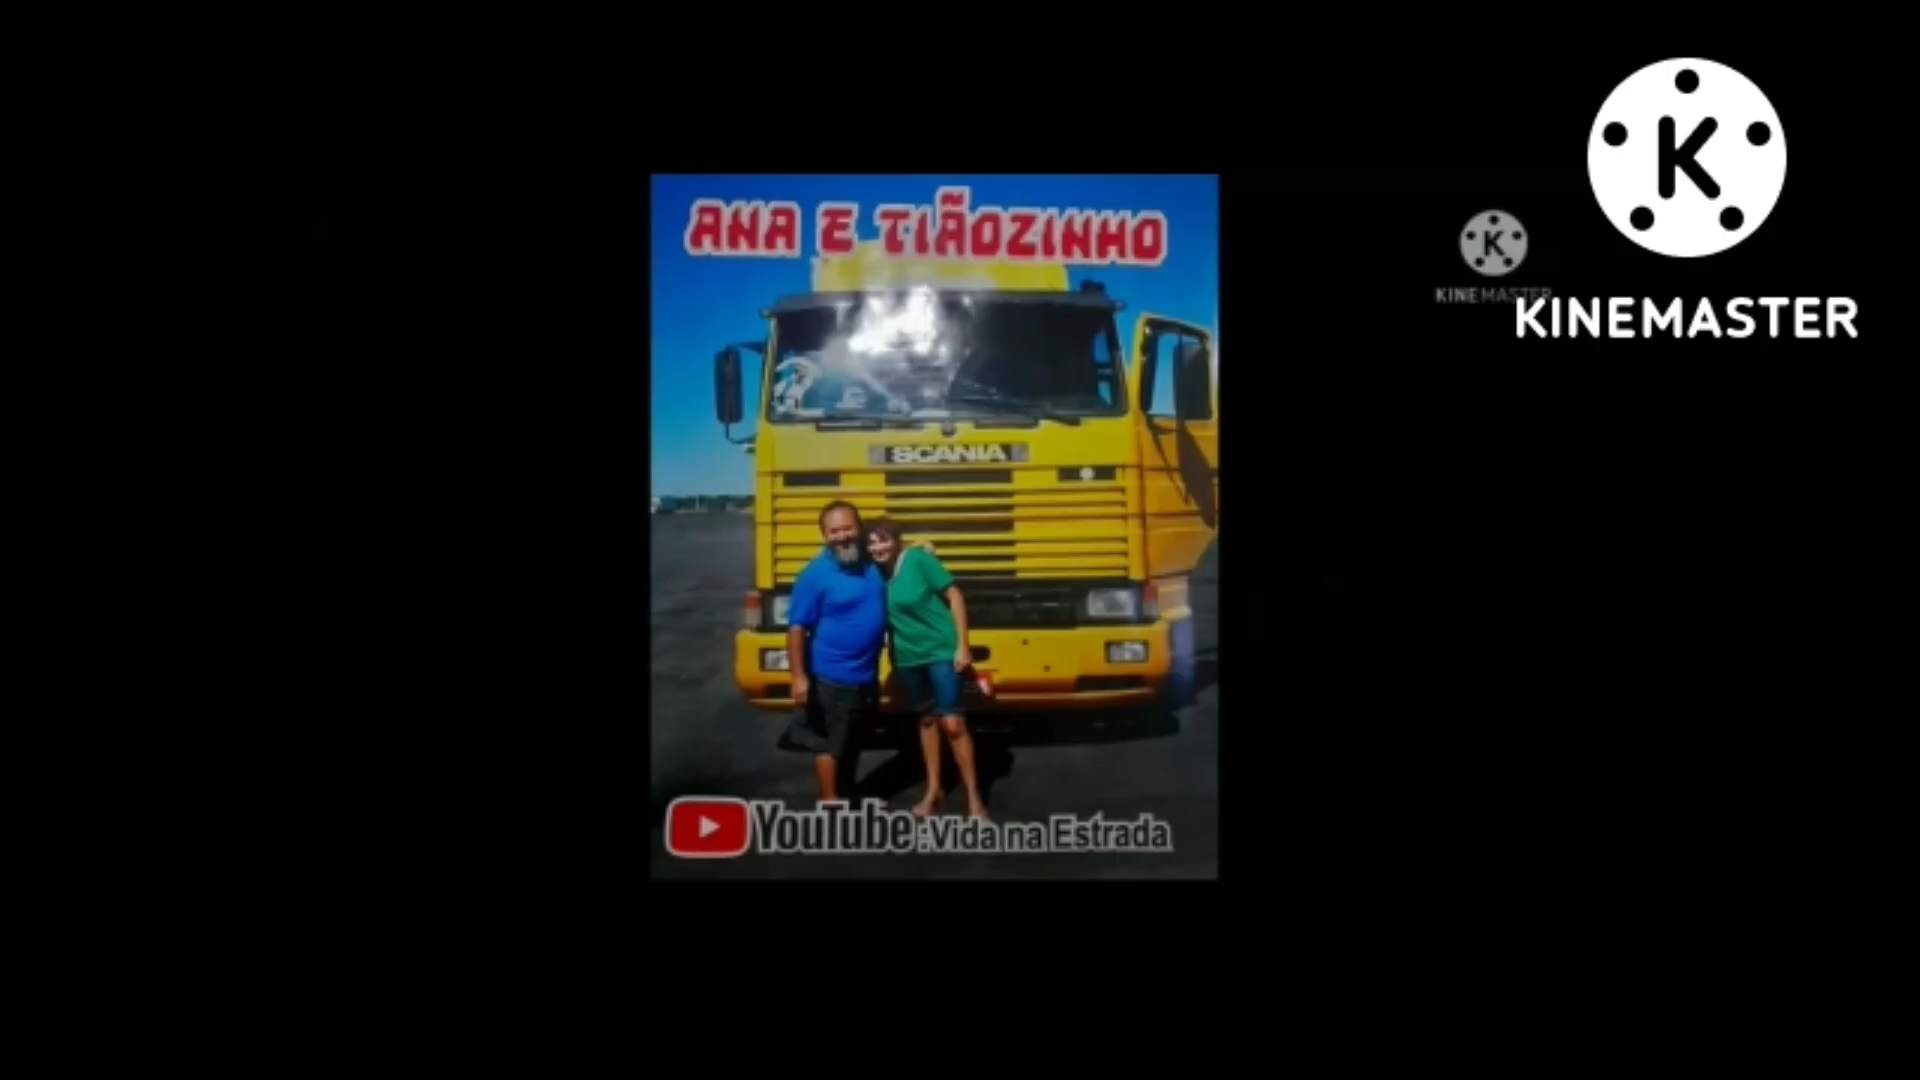 ANA E TIÃOZINHO
SCANIA
YouTube:Vida na Estrada
K
KINEMASTER
K
KINEMASTER